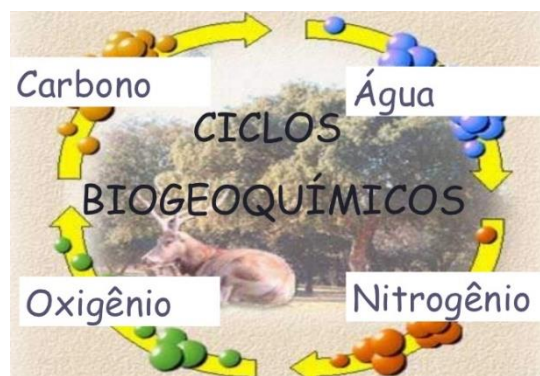 Carbono
Água
CICLOS
BIOGEOQUÍMICOS
Oxigênio
Nitrogênio